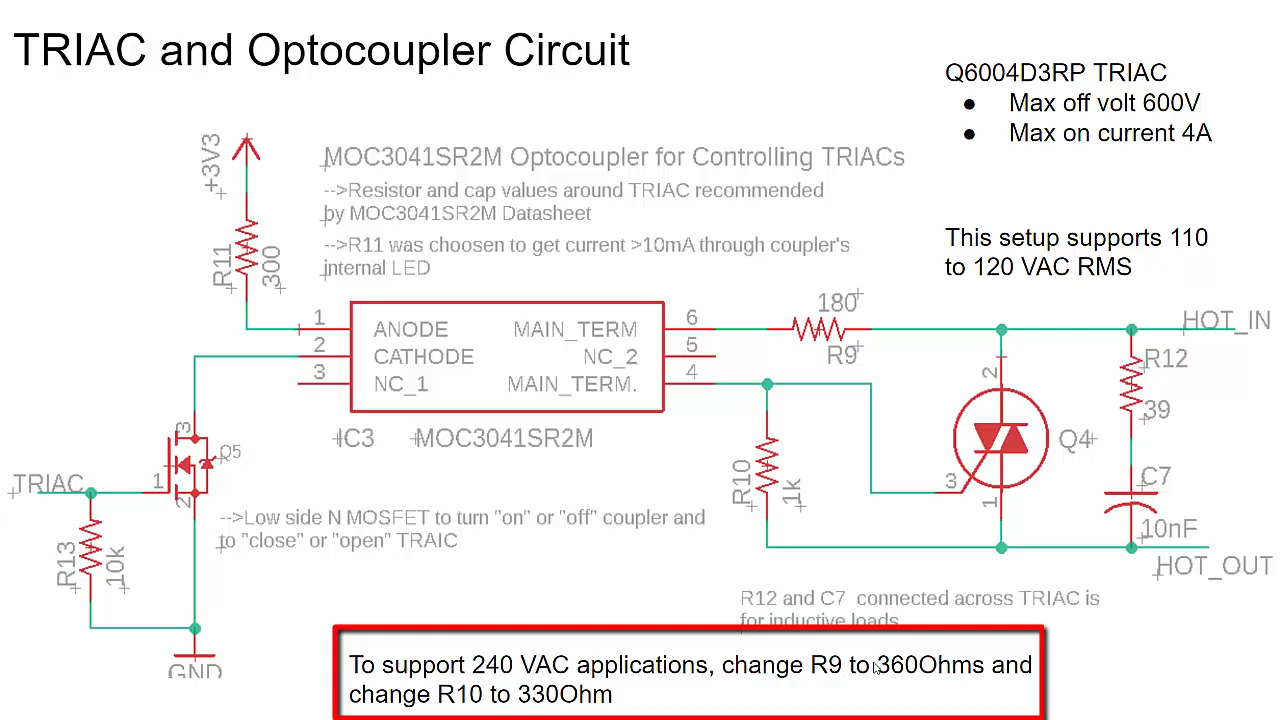 TRIAC and Optocoupler Circuit
Q6004D3RP TRIAC
● Max off volt 600V
● Max on current 4A
This setup supports 110
to 120 VAC RMS
+3V3
MOC3041SR2M Optocoupler for Controlling TRIACs
-->Resistor and cap values around TRIAC recommended
by MOC3041SR2M Datasheet
-->R11 was choosen to get current >10mA through coupler's
internal LED
R11
300
1
ANODE
MAIN_TERM
6
2
CATHODE
NC_2
5
3
NC_1
MAIN_TERM.
4
IC3
MOC3041SR2M
180
R9
HOT_IN
R12
39
2
Q4
3
1
C7
10nF
HOT_OUT
R10
1k
TRIAC
1
3
Q5
2
R13
10k
GND
-->Low side N MOSFET to turn "on" or "off" coupler and
to "close" or "open" TRAIC
R12 and C7 connected across TRIAC is
for inductive loads
To support 240 VAC applications, change R9 to 360Ohms and
change R10 to 330Ohm